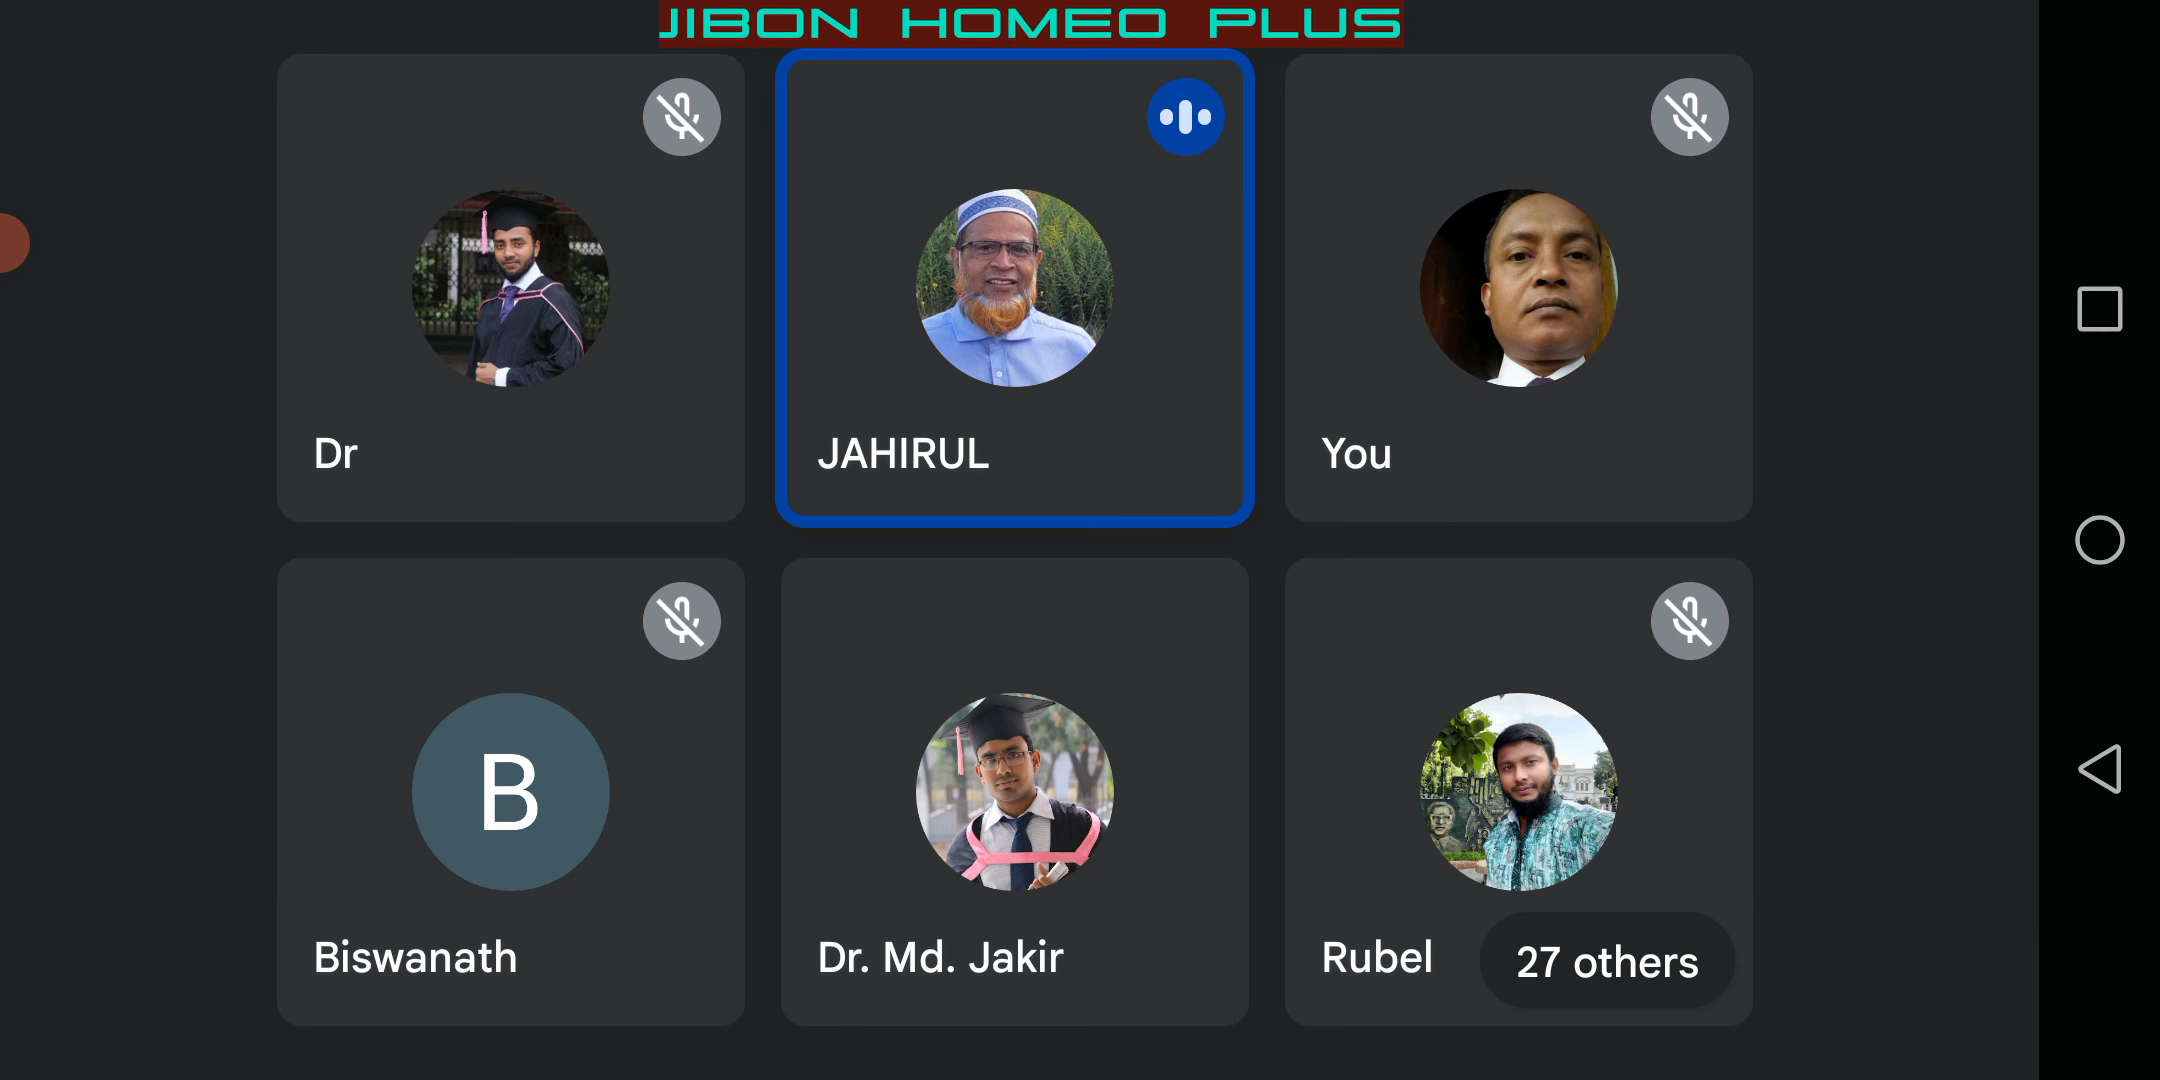 JIBON HOMEO PLUS
Dr
JAHIRUL
You
B
Biswanath
Dr. Md. Jakir
Rubel
27 others